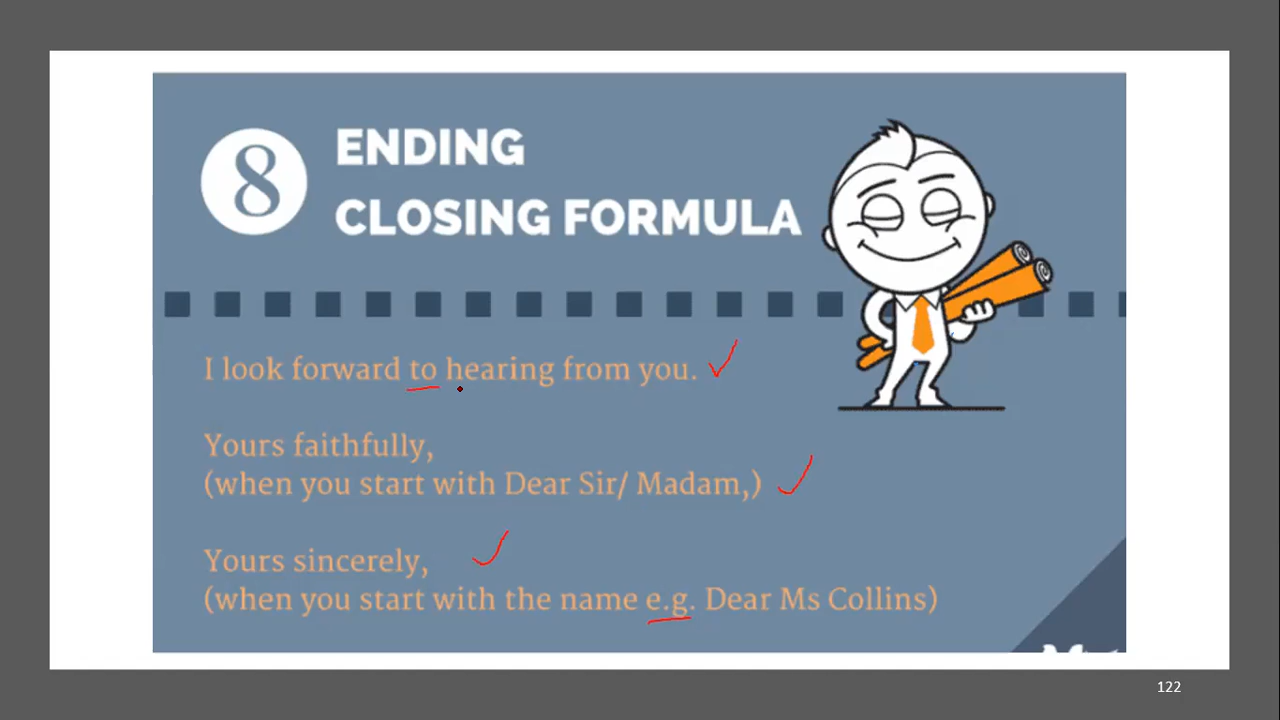 8
ENDING
CLOSING FORMULA
I look forward to hearing from you.
Yours faithfully,
(when you start with Dear Sir/ Madam,)
Yours sincerely,
(when you start with the name e.g. Dear Ms Collins)
122